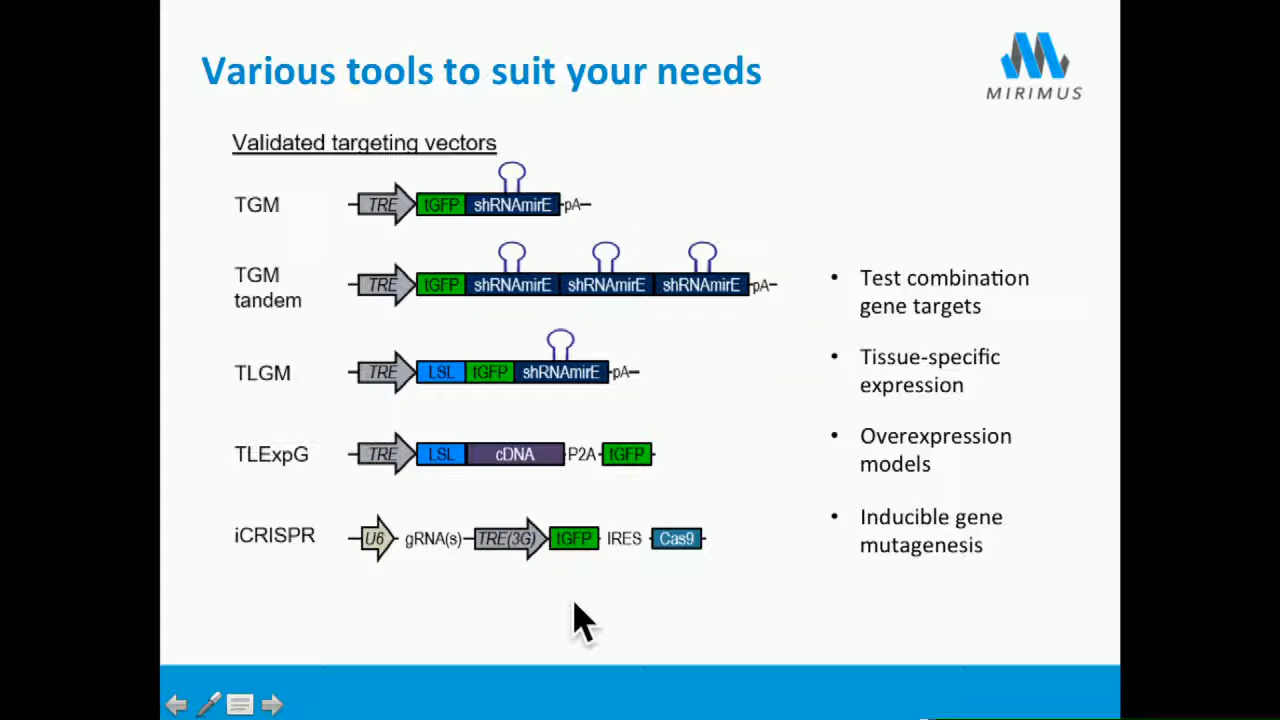 Various tools to suit your needs
MIRIMUS
Validated targeting vectors
TGM
TRE tGFP shRNAmirE pA
TGM
tandem
TRE tGFP shRNAmirE shRNAmirE shRNAmirE pA
• Test combination
gene targets
TLGM
TRE LSL tGFP shRNAmirE pA
• Tissue-specific
expression
TLExpG
TRE LSL cDNA P2A tGFP
• Overexpression
models
iCRISPR
U6 gRNA(s) TRE(3G) tGFP IRES Cas9
• Inducible gene
mutagenesis